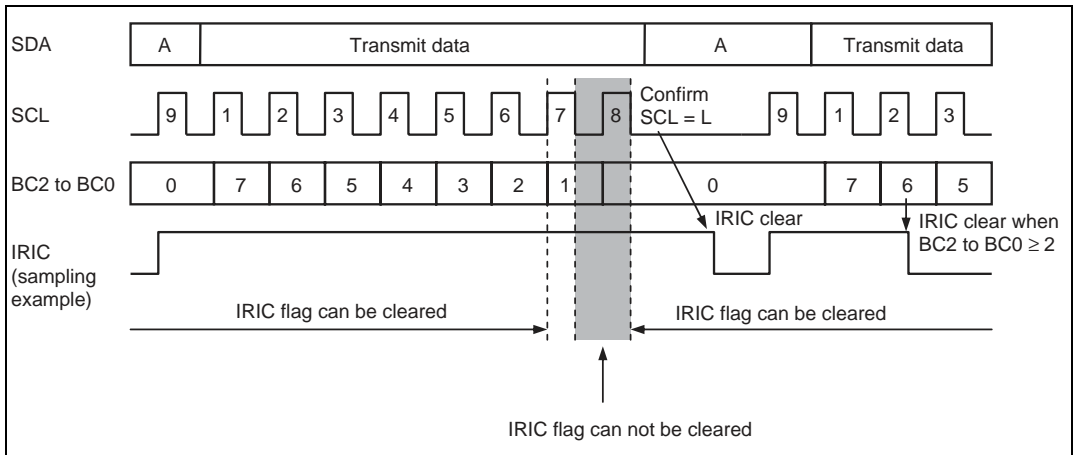 SDA A Transmit data A Transmit data
SCL 9 1 2 3 4 5 6 7 8 9 1 2 3
Confirm
SCL = L
BC2 to BC0 0 7 6 5 4 3 2 1 0 7 6 5
IRIC
(sampling
example)
IRIC clear
IRIC clear when
BC2 to BC0 ≥ 2
IRIC flag can be cleared
IRIC flag can be cleared
IRIC flag can not be cleared